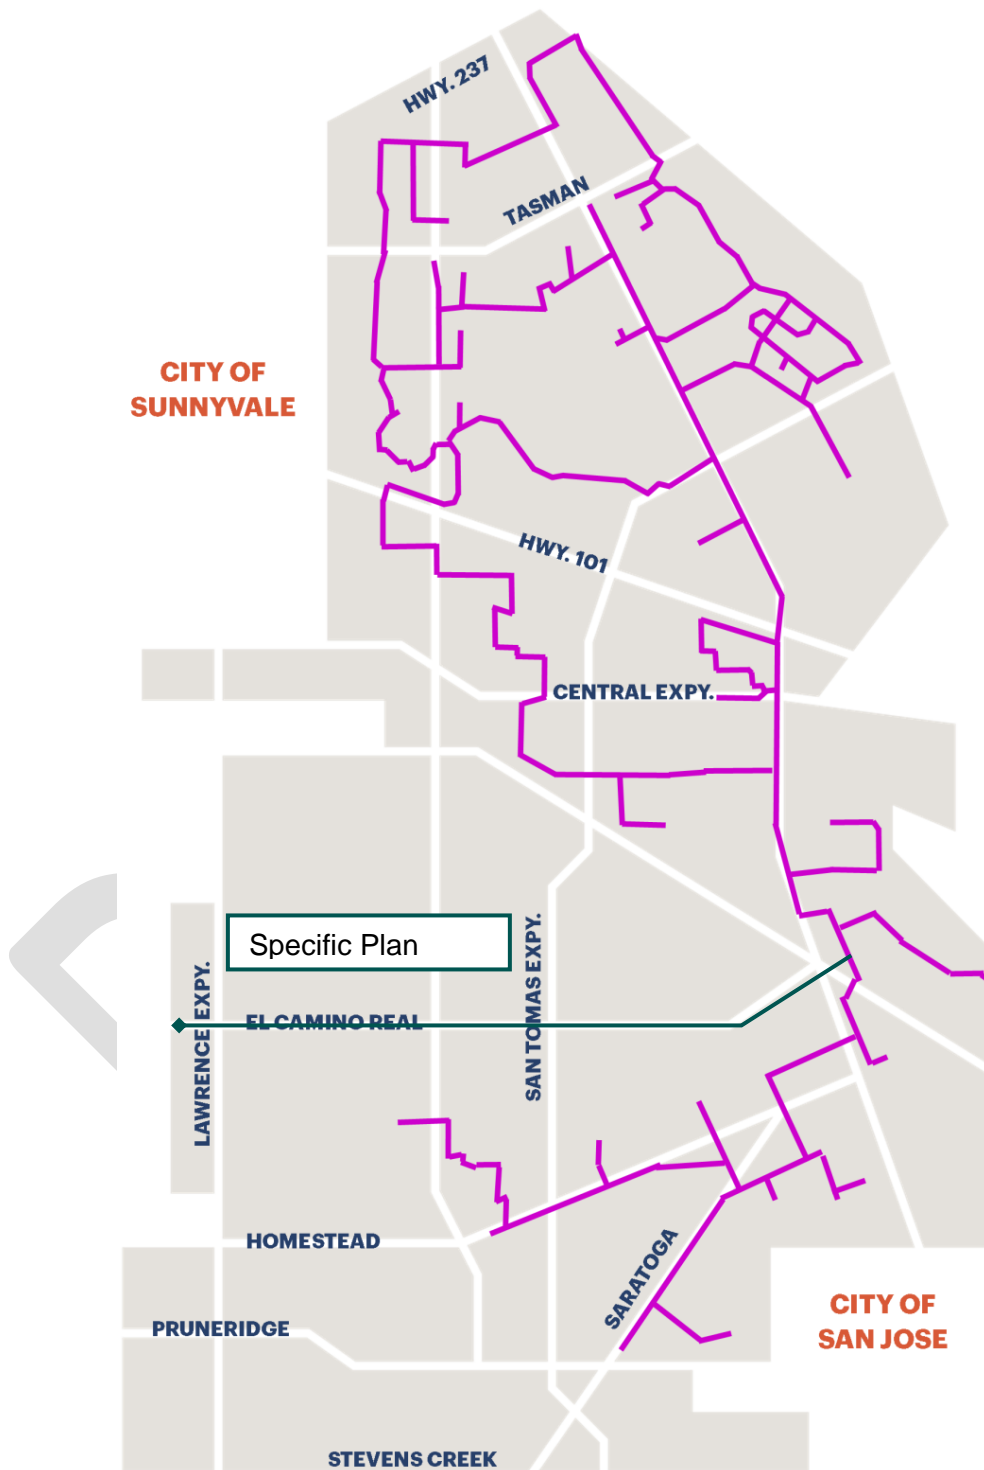 HWY. 237
TASMAN
CITY OF
SUNNYVALE
HWY. 101
CENTRAL EXPY.
Specific Plan
SAN TOMAS EXPY.
LAWRENCE EXPY.
EL CAMINO REAL
HOMESTEAD
SARATOGA
CITY OF
SAN JOSE
PRUNERIDGE
STEVENS CREEK